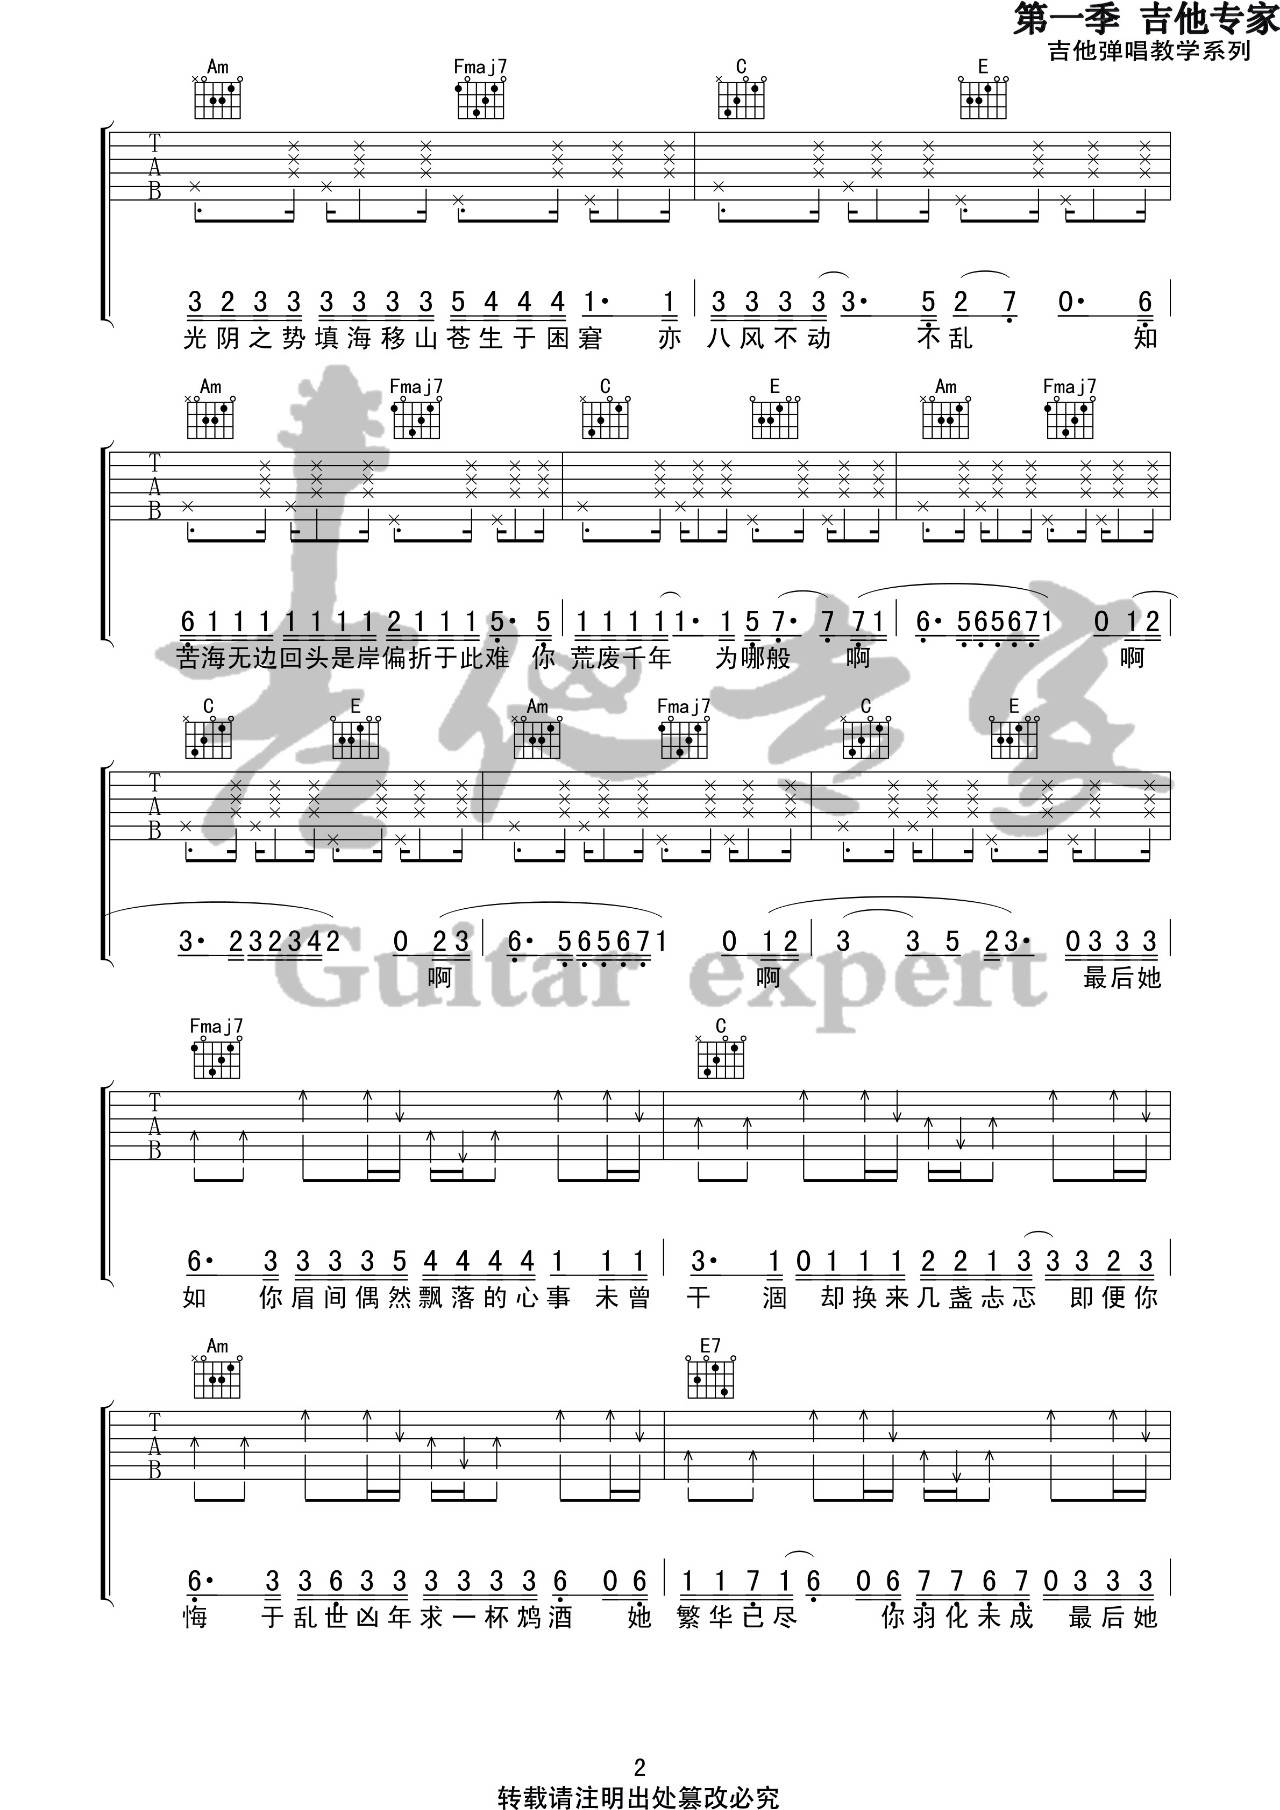 第一季 吉他专家
吉他弹唱教学系列
Am Fmaj7 C E
T
A
B
3 2 3 3 3 3 3 3 5 4 4 4 1· 1 3 3 3 3 3· 5 2 7 0· 6
光阴之势填海移山苍生于困窘 亦八风不动 不乱 知
Am Fmaj7 C E Am Fmaj7
T
A
B
6 1 1 1 1 1 1 1 2 1 1 1 5· 5 1 1 1 1 1· 1 5 7· 7 7 1 6· 5 6 5 6 7 1 0 1 2
苦海无边回头是岸偏折于此难 你荒废千年 为哪般 啊 啊
C E Am Fmaj7 C E
T
A
B
3· 2 3 2 3 4 2 0 2 3 6· 5 6 5 6 7 1 0 1 2 3 3 5 2 3· 0 3 3 3
啊 啊 最后她
吉他专家
Guitar expert
Fmaj7 C
T
A
B
6· 3 3 3 3 5 4 4 4 4 1 1 1 3· 1 0 1 1 1 2 2 1 3 3 3 2 3
如 你眉间偶然飘落的心事 未曾干 涸 却换来几盏忐忑 即便你
Am E7
T
A
B
6· 3 3 6 3 3 3 3 3 3 6 0 6 1 1 7 1 6 0 6 7 7 6 7 0 3 3 3
悔 于乱世凶年求一杯鸩酒 她繁华已尽 你羽化未成 最后她
2
转载请注明出处篡改必究